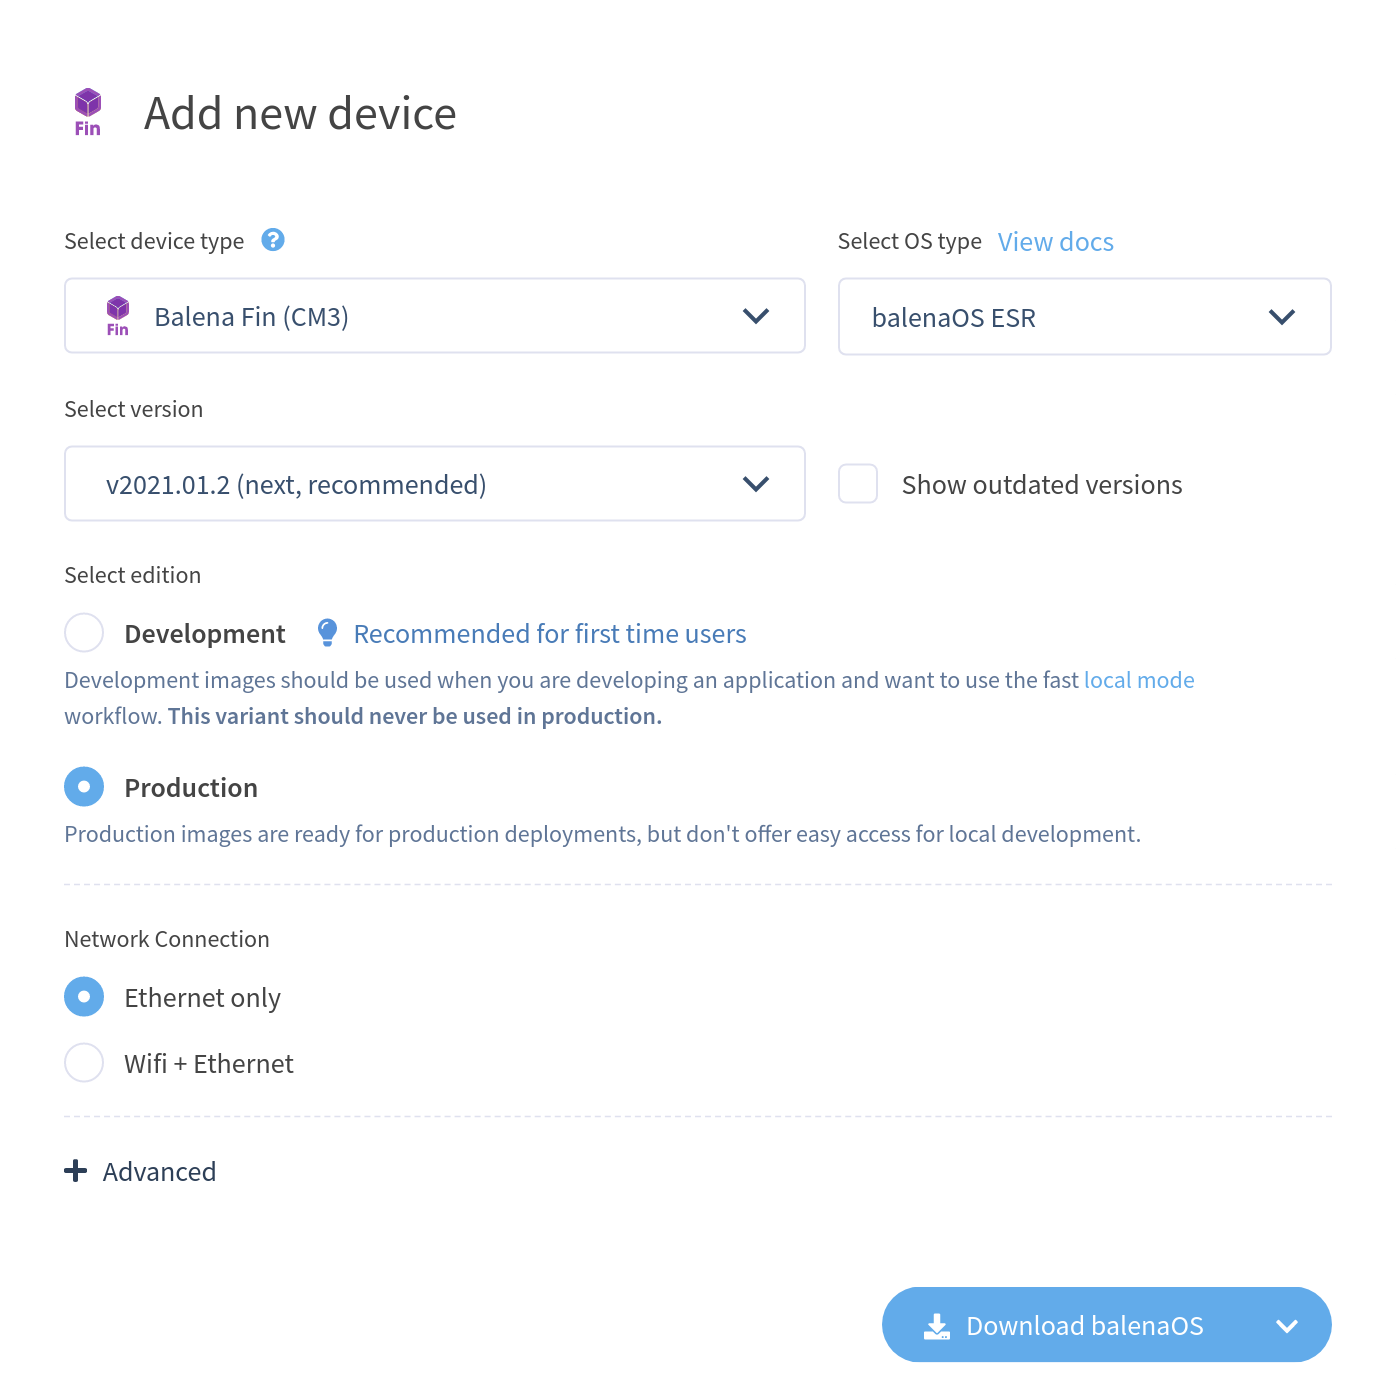 Fin
Add new device
Select device type ?
Select OS type View docs
Fin Balena Fin (CM3)
balenaOS ESR
Select version
v2021.01.2 (next, recommended)
Show outdated versions
Select edition
Development Recommended for first time users
Development images should be used when you are developing an application and want to use the fast local mode
workflow. This variant should never be used in production.
Production
Production images are ready for production deployments, but don't offer easy access for local development.
Network Connection
Ethernet only
Wifi + Ethernet
Advanced
Download balenaOS